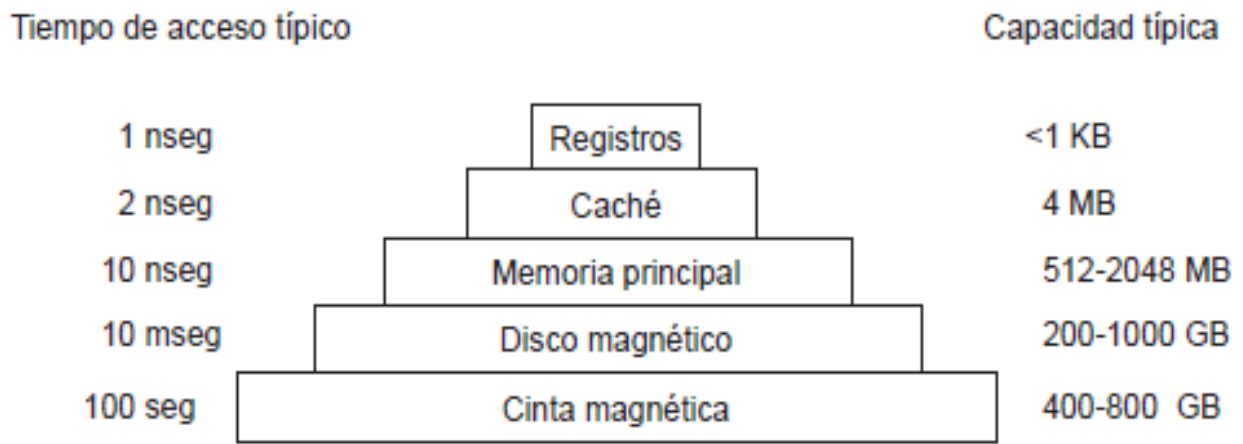 Tiempo de acceso típico Capacidad típica
1 nseg Registros <1 KB
2 nseg Caché 4 MB
10 nseg Memoria principal 512-2048 MB
10 mseg Disco magnético 200-1000 GB
100 seg Cinta magnética 400-800 GB